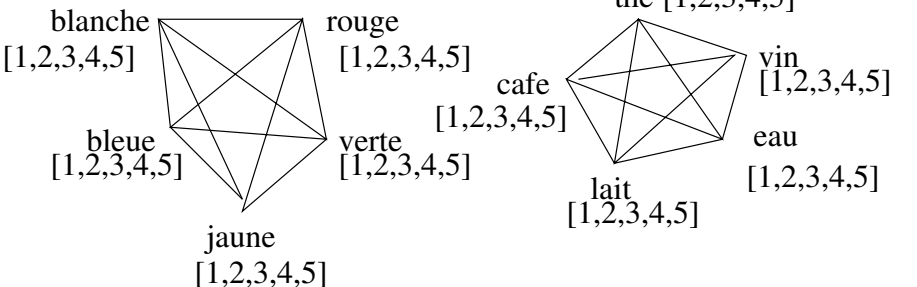 the [1,2,3,4,5]
blanche
[1,2,3,4,5]
rouge
[1,2,3,4,5]
bleue
[1,2,3,4,5]
verte
[1,2,3,4,5]
jaune
[1,2,3,4,5]
vin
[1,2,3,4,5]
cafe
[1,2,3,4,5]
eau
[1,2,3,4,5]
lait
[1,2,3,4,5]